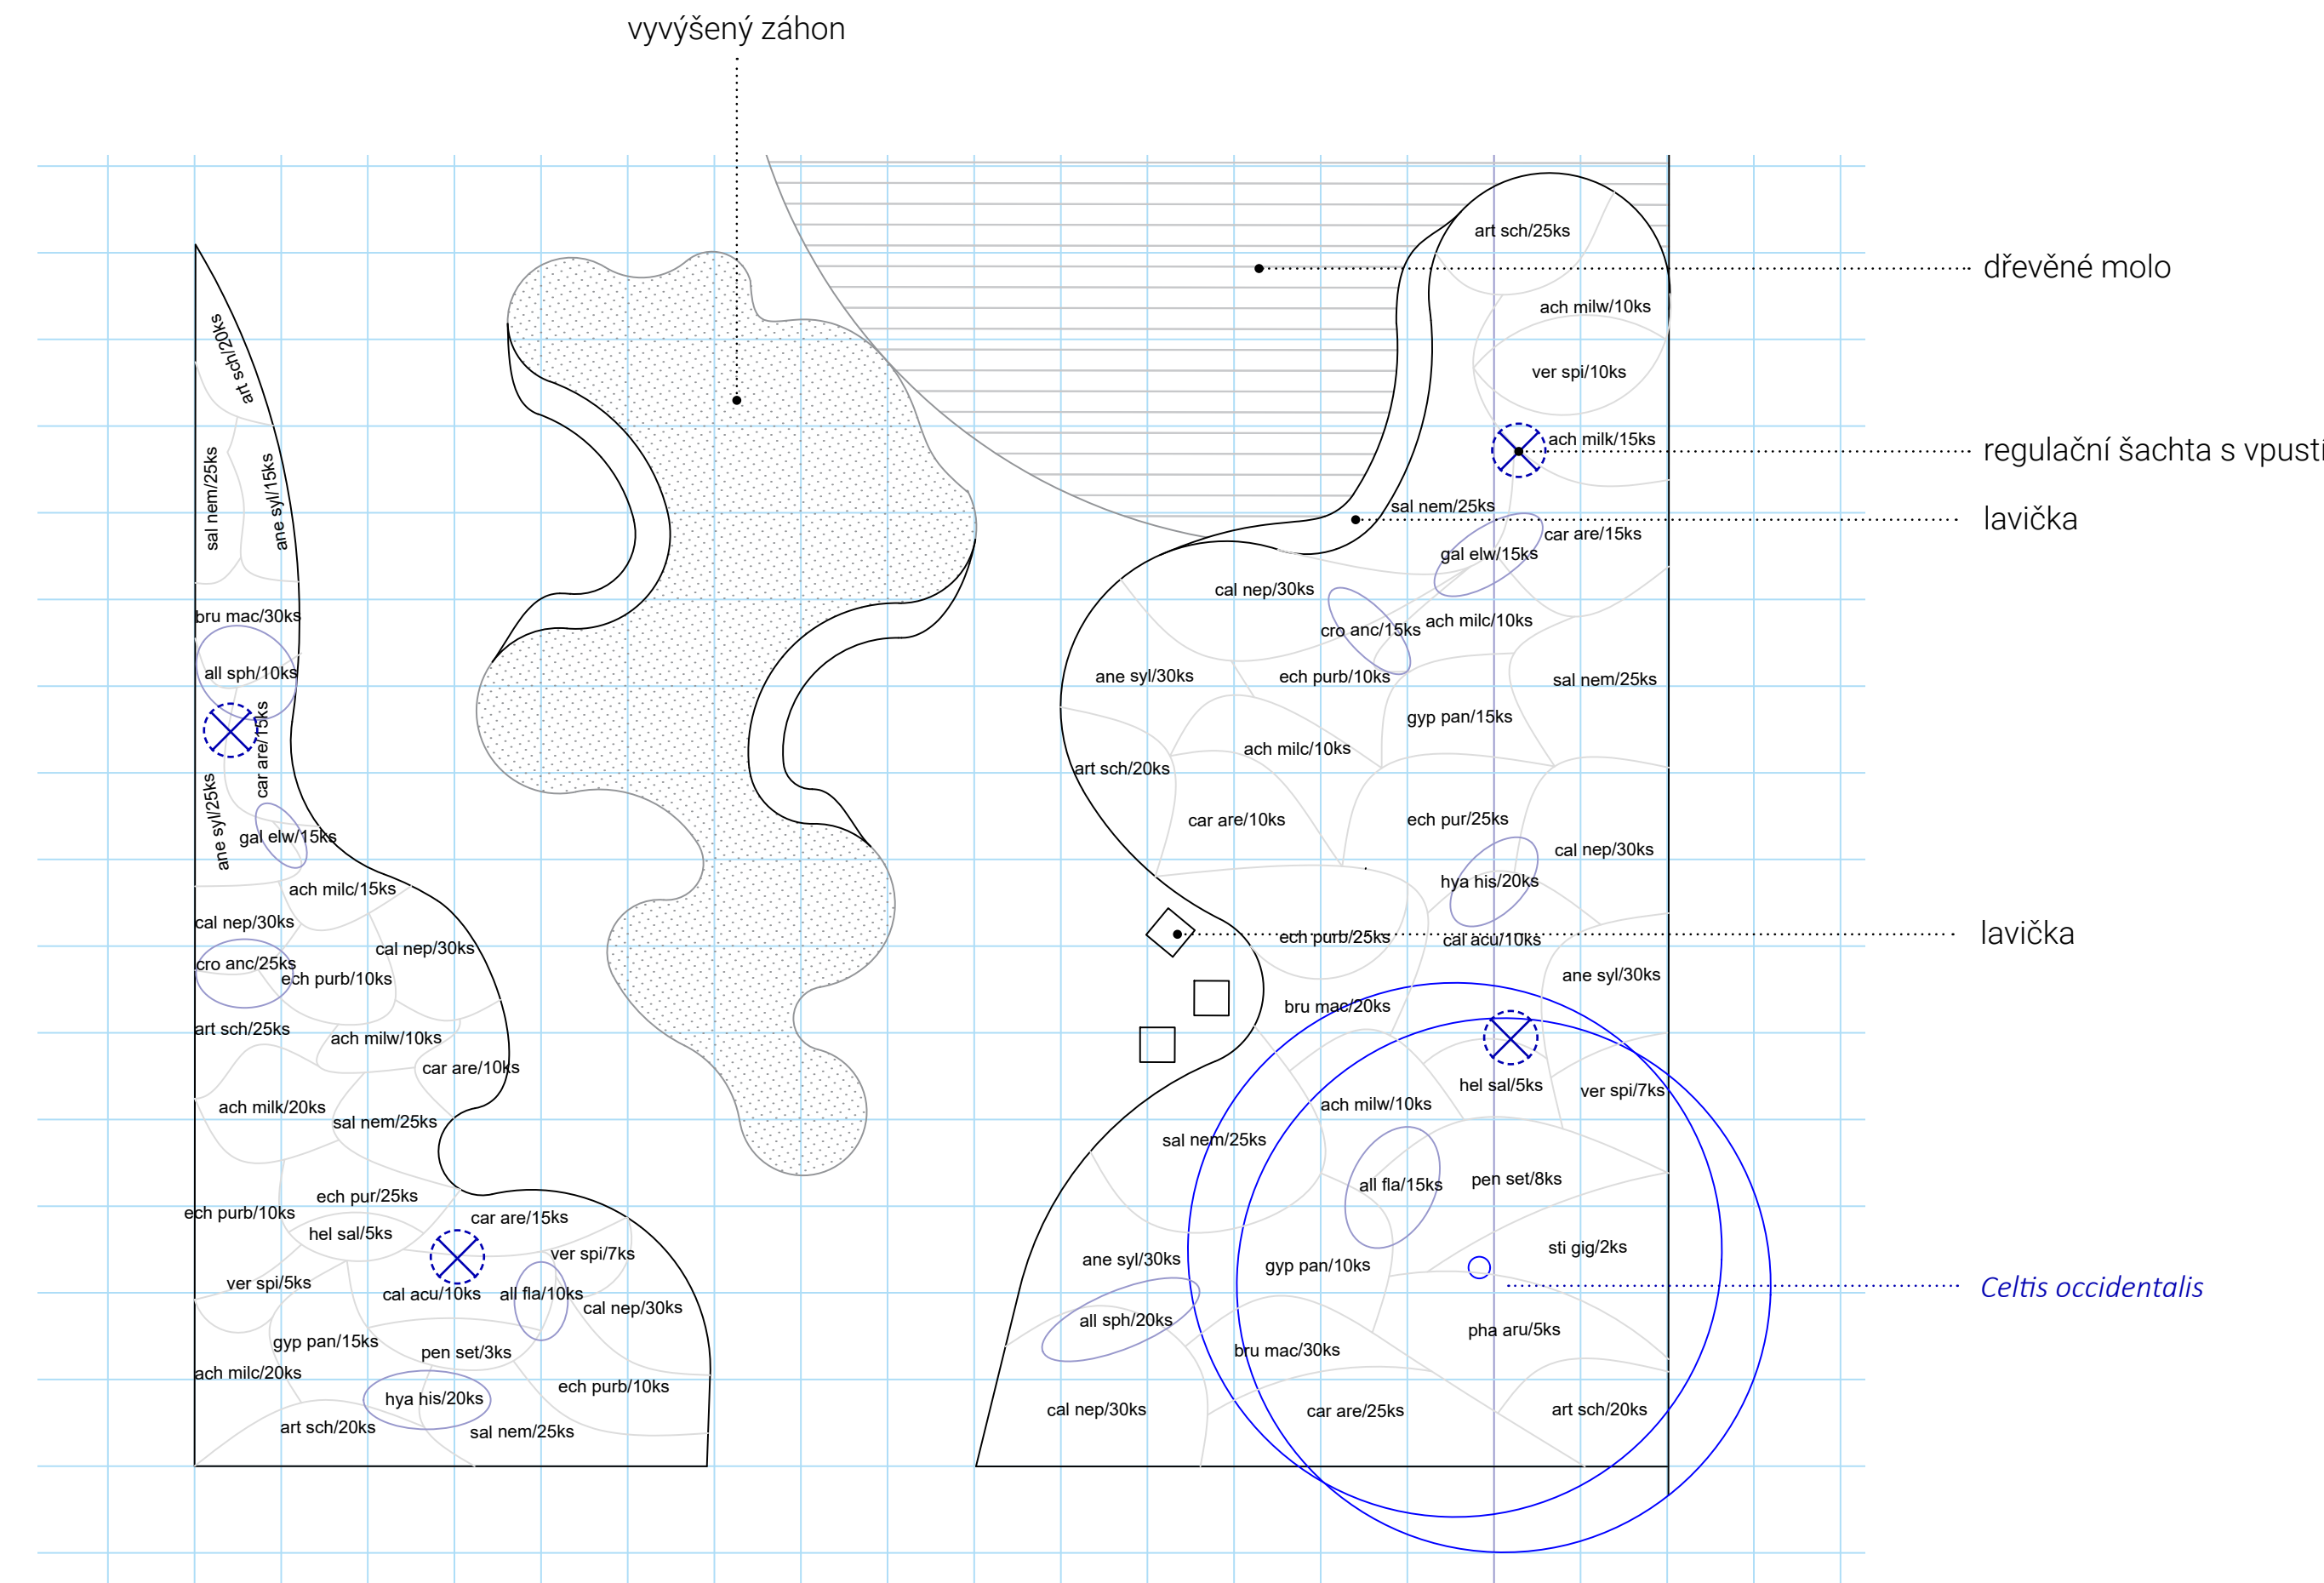 vyvýšený záhon
art sch/25ks
dřevěné molo
ach milw/10ks
art sch/20ks
ver spi/10ks
ach milk/15ks
regulační šachta s vpustí
sal nem/25ks
ane syl/15ks
sal nem/25ks
lavička
car are/15ks
gal elw/15ks
cal nep/30ks
bru mac/30ks
cro anc/15ks
ach milc/10ks
all sph/10ks
ane syl/30ks
ech purb/10ks
sal nem/25ks
gyp pan/15ks
car are/15ks
ach milc/10ks
art sch/20ks
ane syl/25ks
gal elw/15ks
car are/10ks
ech pur/25ks
cal nep/30ks
ach milc/15ks
hya his/20ks
cal nep/30ks
cal nep/30ks
ech purb/25ks
cal acu/10ks
lavička
cro anc/25ks
ech purb/10ks
ane syl/30ks
bru mac/20ks
art sch/25ks
ach milw/10ks
car are/10ks
hel sal/5ks
ver spi/7ks
ach milk/20ks
ach milw/10ks
sal nem/25ks
sal nem/25ks
all fla/15ks
pen set/8ks
ech pur/25ks
ech purb/10ks
car are/15ks
hel sal/5ks
ver spi/7ks
ane syl/30ks
gyp pan/10ks
sti gig/2ks
ver spi/5ks
cal acu/10ks
all fla/10ks
cal nep/30ks
Celtis occidentalis
all sph/20ks
pha aru/5ks
gyp pan/15ks
pen set/3ks
bru mac/30ks
ach milc/20ks
ech purb/10ks
hya his/20ks
cal nep/30ks
car are/25ks
art sch/20ks
art sch/20ks
sal nem/25ks